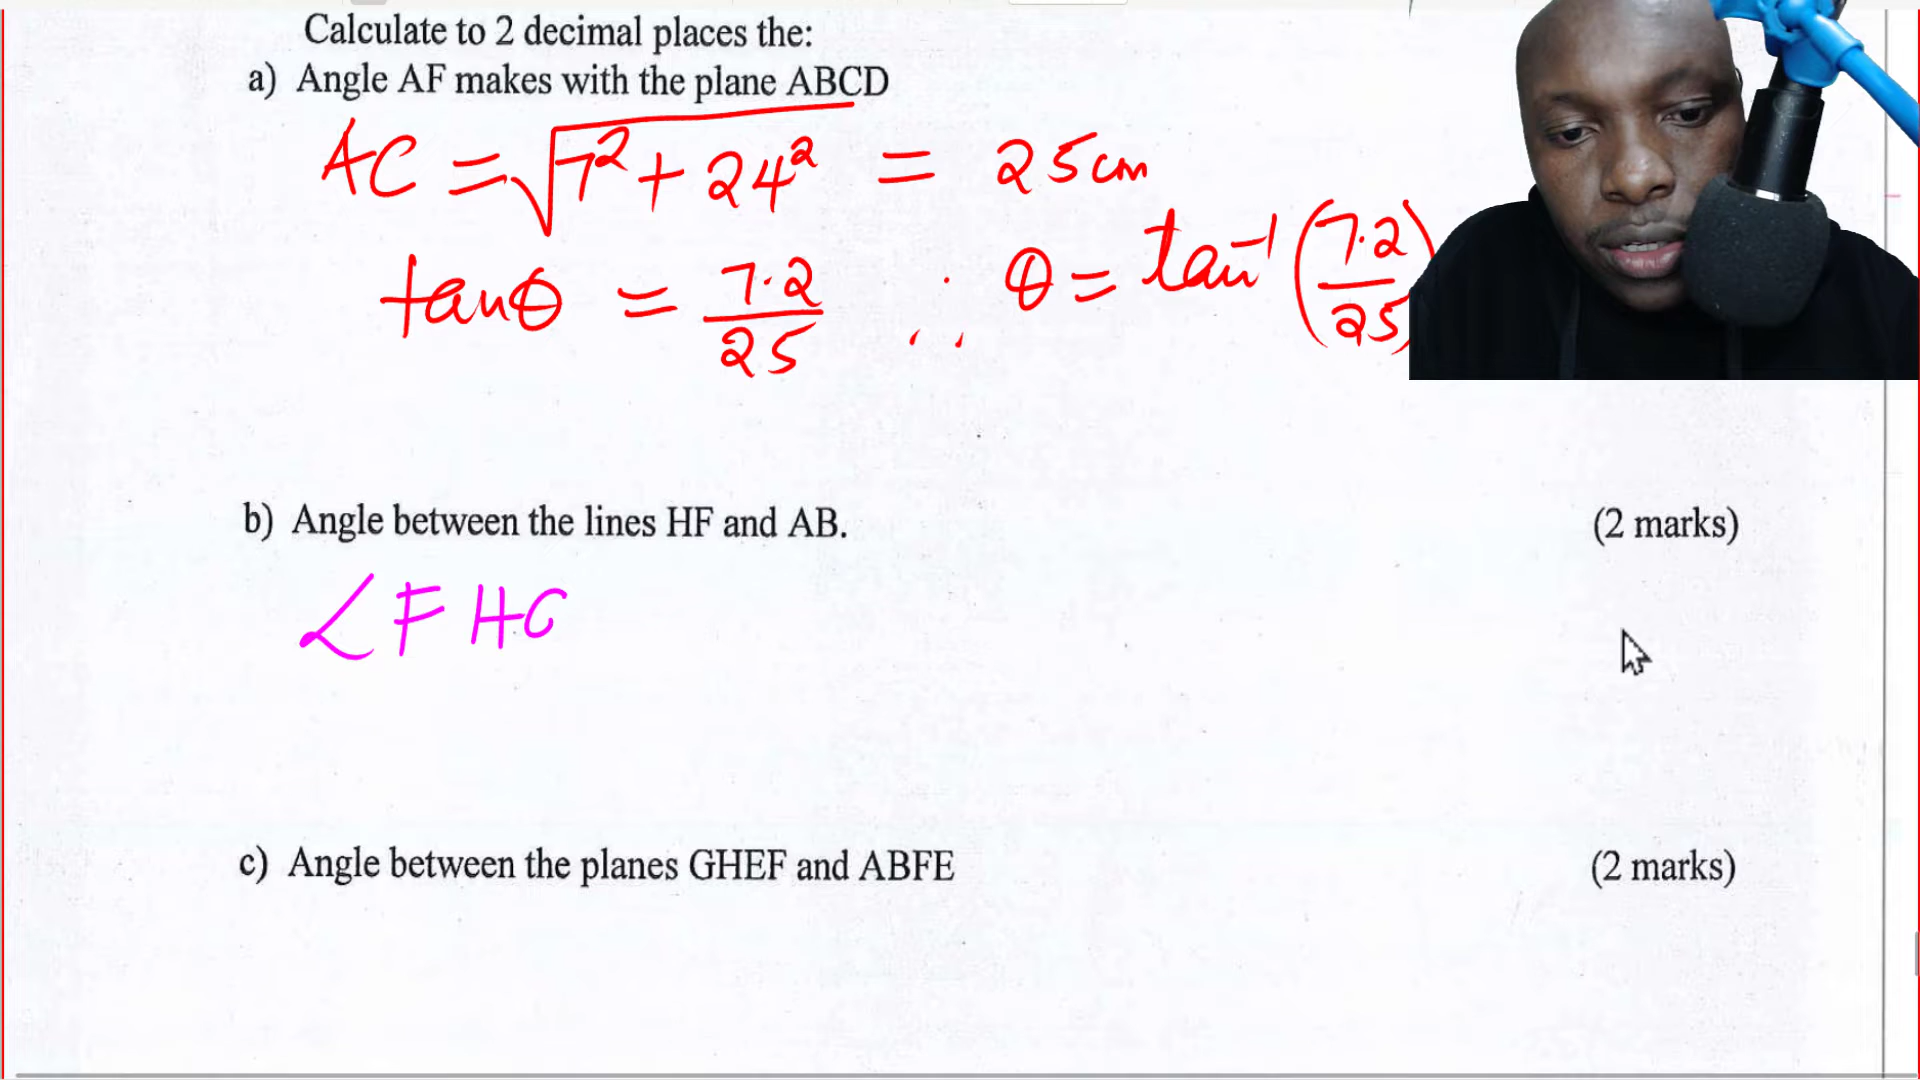 Calculate to 2 decimal places the:
a) Angle AF makes with the plane ABCD
AC = √7² + 24² = 25cm
tanθ = 7.2/25 ∴ θ = tan⁻¹ (7.2/25)
b) Angle between the lines HF and AB. (2 marks)
∠FHG
c) Angle between the planes GHEF and ABFE (2 marks)